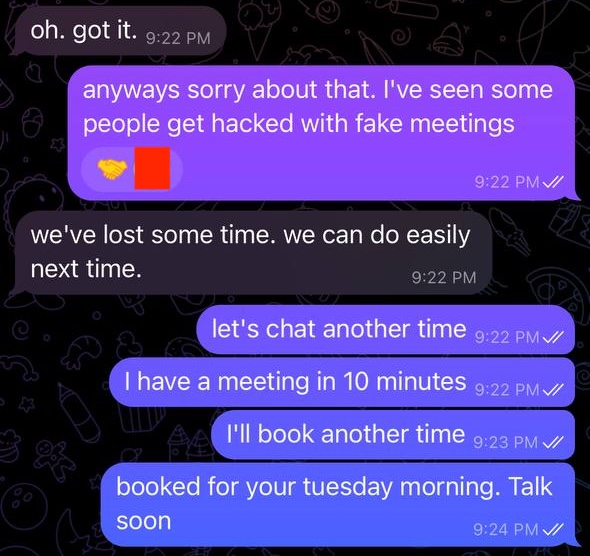 oh. got it. 9:22 PM
anyways sorry about that. I've seen some
people get hacked with fake meetings
9:22 PM
we've lost some time. we can do easily
next time. 9:22 PM
let's chat another time 9:22 PM
I have a meeting in 10 minutes 9:22 PM
I'll book another time 9:23 PM
booked for your tuesday morning. Talk
soon 9:24 PM